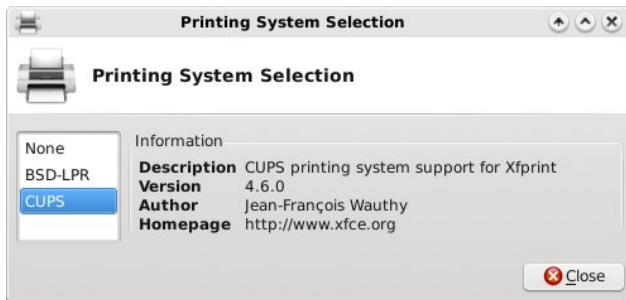 Printing System Selection
Printing System Selection
None
BSD-LPR
CUPS
Information
Description CUPS printing system support for Xfprint
Version 4.6.0
Author Jean-François Wauthy
Homepage http://www.xfce.org
Close